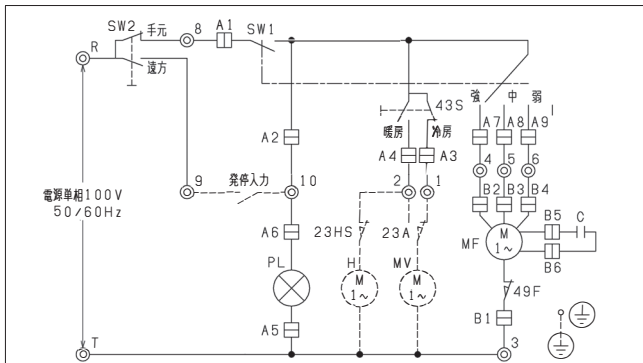 SW2 手元 8 A1 SW1
R
遠方
43S
強 中 弱
暖房 冷房
A7 A8 A9
A2
A4 A3
4 5 6
電源単相100V
50/60Hz
9 発停入力 10
2 1
B2 B3 B4
A6
23HS 23A
B5 C
MF M 1~
B6
PL
H M 1~
MV M 1~
49F
A5
B1
T
3